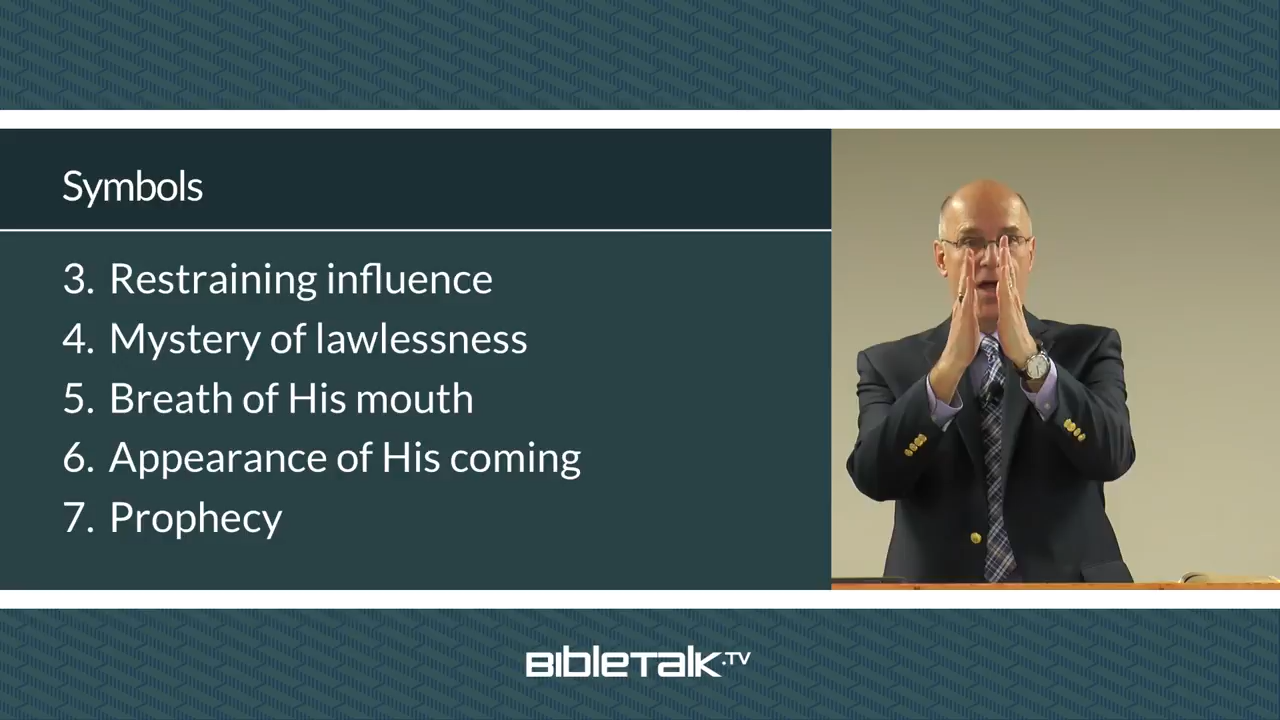 Symbols
3. Restraining influence
4. Mystery of lawlessness
5. Breath of His mouth
6. Appearance of His coming
7. Prophecy
BibleTalk.TV